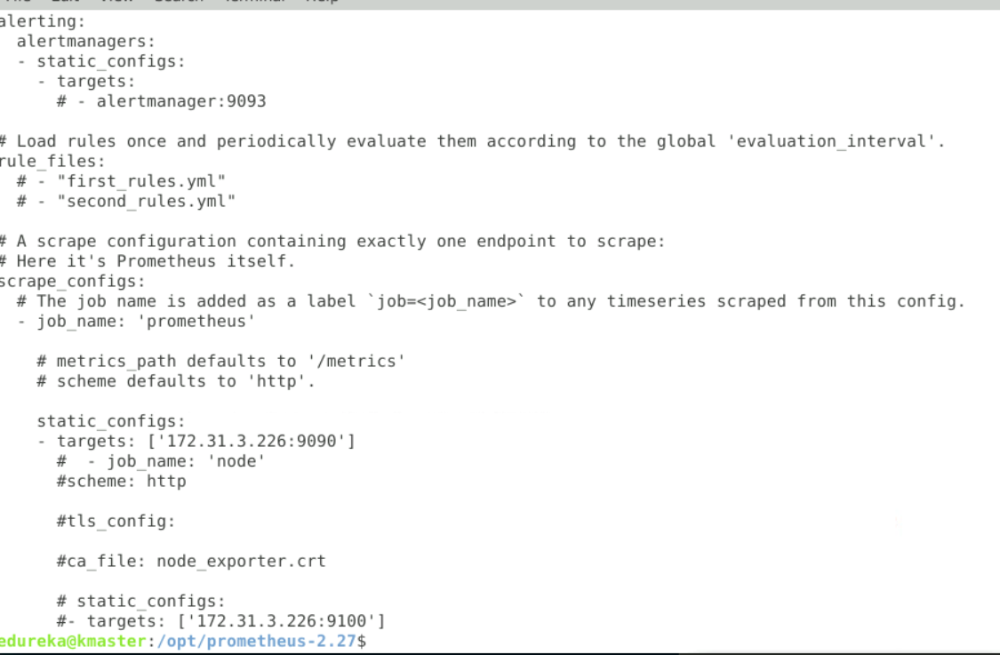 alerting:
  alertmanagers:
  - static_configs:
    - targets:
      # - alertmanager:9093

# Load rules once and periodically evaluate them according to the global 'evaluation_interval'.
rule_files:
  # - "first_rules.yml"
  # - "second_rules.yml"

# A scrape configuration containing exactly one endpoint to scrape:
# Here it's Prometheus itself.
scrape_configs:
  # The job name is added as a label `job=<job_name>` to any timeseries scraped from this config.
  - job_name: 'prometheus'

    # metrics_path defaults to '/metrics'
    # scheme defaults to 'http'.

    static_configs:
    - targets: ['172.31.3.226:9090']
      #  - job_name: 'node'
      #scheme: http

      #tls_config:

      #ca_file: node_exporter.crt

      # static_configs:
      #- targets: ['172.31.3.226:9100']
edureka@kmaster:/opt/prometheus-2.27$